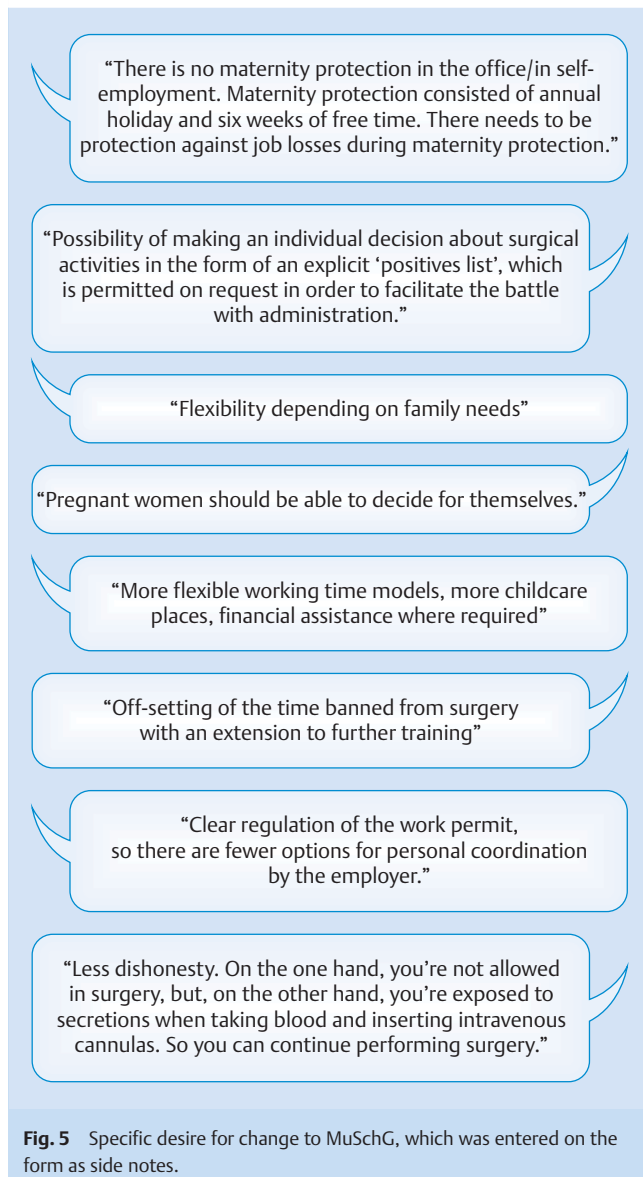 “There is no maternity protection in the office/in self-
employment. Maternity protection consisted of annual
holiday and six weeks of free time. There needs to be
protection against job losses during maternity protection.”
“Possibility of making an individual decision about surgical
activities in the form of an explicit ‘positives list’, which
is permitted on request in order to facilitate the battle
with administration.”
“Flexibility depending on family needs”
“Pregnant women should be able to decide for themselves.”
“More flexible working time models, more childcare
places, financial assistance where required”
“Off-setting of the time banned from surgery
with an extension to further training”
“Clear regulation of the work permit,
so there are fewer options for personal coordination
by the employer.”
“Less dishonesty. On the one hand, you’re not allowed
in surgery, but, on the other hand, you’re exposed to
secretions when taking blood and inserting intravenous
cannulas. So you can continue performing surgery.”
Fig. 5 Specific desire for change to MuSchG, which was entered on the
form as side notes.